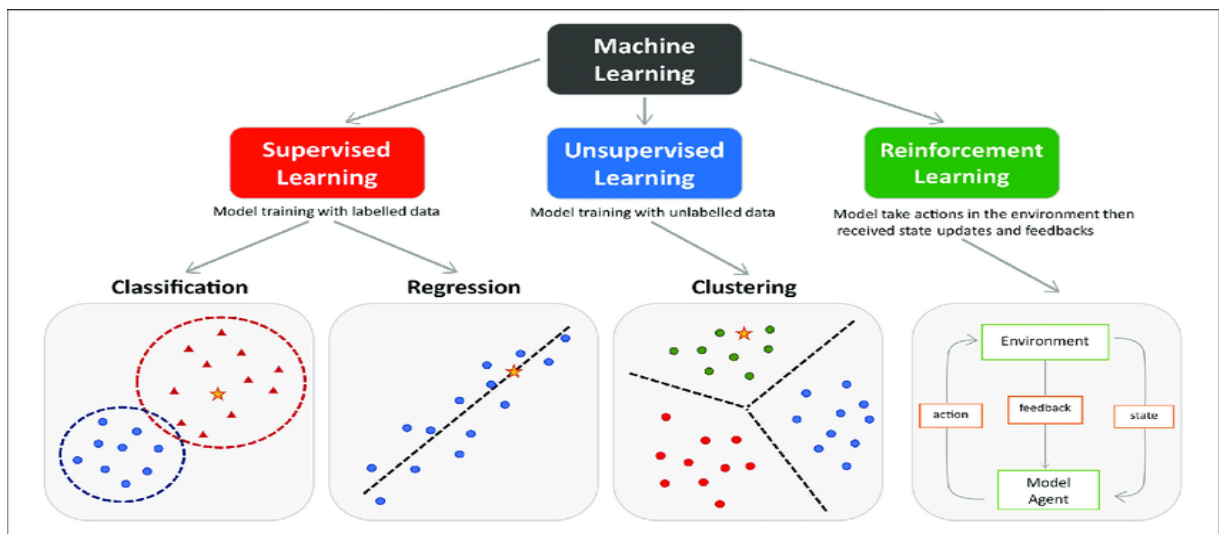 Machine
Learning
Supervised
Learning
Unsupervised
Learning
Reinforcement
Learning
Model training with labelled data
Model training with unlabelled data
Model take actions in the environment then
received state updates and feedbacks
Classification
Regression
Clustering
Environment
action
feedback
state
Model
Agent